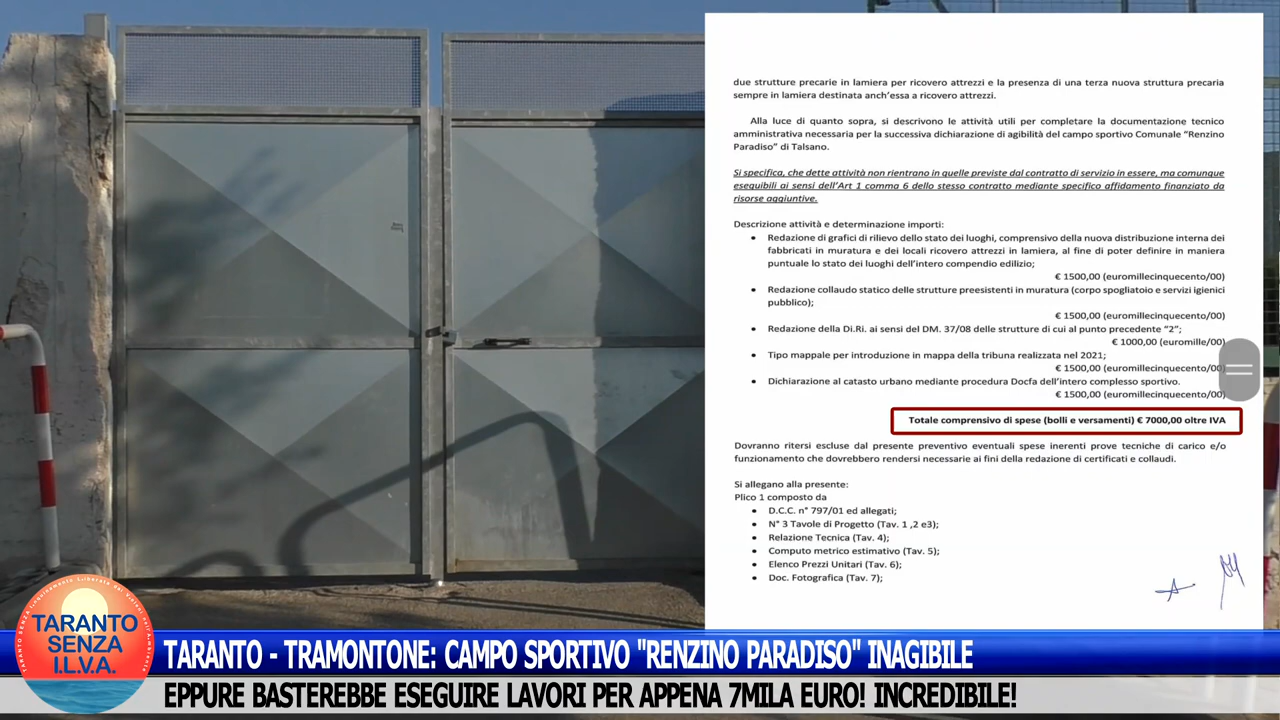 due strutture precarie in lamiera per ricovero attrezzi e la presenza di una terza nuova struttura precaria
sempre in lamiera destinata anch'essa a ricovero attrezzi.
Alla luce di quanto sopra, si descrivono le attività utili per completare la documentazione tecnico
amministrativa necessaria per la successiva dichiarazione di agibilità del campo sportivo Comunale "Renzino
Paradiso" di Talsano.
Si specifica, che dette attività non rientrano in quelle previste dal contratto di servizio in essere, ma comunque
eseguibili ai sensi dell'Art 1 comma 6 dello stesso contratto mediante specifico affidamento finanziato da
risorse aggiuntive.
Descrizione attività e determinazione importi:
• Redazione di grafici di rilievo dello stato dei luoghi, comprensivo della nuova distribuzione interna dei
fabbricati in muratura e dei locali ricovero attrezzi in lamiera, al fine di poter definire in maniera
puntuale lo stato dei luoghi dell'intero compendio edilizio;
€ 1500,00 (euromillecinquecento/00)
• Redazione collaudo statico delle strutture preesistenti in muratura (corpo spogliatoio e servizi igienici
pubblico);
€ 1500,00 (euromillecinquecento/00)
• Redazione della Di.Ri. ai sensi del DM. 37/08 delle strutture di cui al punto precedente "2";
€ 1000,00 (euromille/00)
• Tipo mappale per introduzione in mappa della tribuna realizzata nel 2021;
€ 1500,00 (euromillecinquecento/00)
• Dichiarazione al catasto urbano mediante procedura Docfa dell'intero complesso sportivo.
€ 1500,00 (euromillecinquecento/00)
Totale comprensivo di spese (bolli e versamenti) € 7000,00 oltre IVA
Dovranno ritersi escluse dal presente preventivo eventuali spese inerenti prove tecniche di carico e/o
funzionamento che dovrebbero rendersi necessarie ai fini della redazione di certificati e collaudi.
Si allegano alla presente:
Plico 1 composto da
• D.C.C. n° 797/01 ed allegati;
• N° 3 Tavole di Progetto (Tav. 1 ,2 e3);
• Relazione Tecnica (Tav. 4);
• Computo metrico estimativo (Tav. 5);
• Elenco Prezzi Unitari (Tav. 6);
• Doc. Fotografica (Tav. 7);
TARANTO
SENZA
I.L.V.A.
TARANTO - TRAMONTONE: CAMPO SPORTIVO "RENZINO PARADISO" INAGIBILE
EPPURE BASTEREBBE ESEGUIRE LAVORI PER APPENA 7MILA EURO! INCREDIBILE!